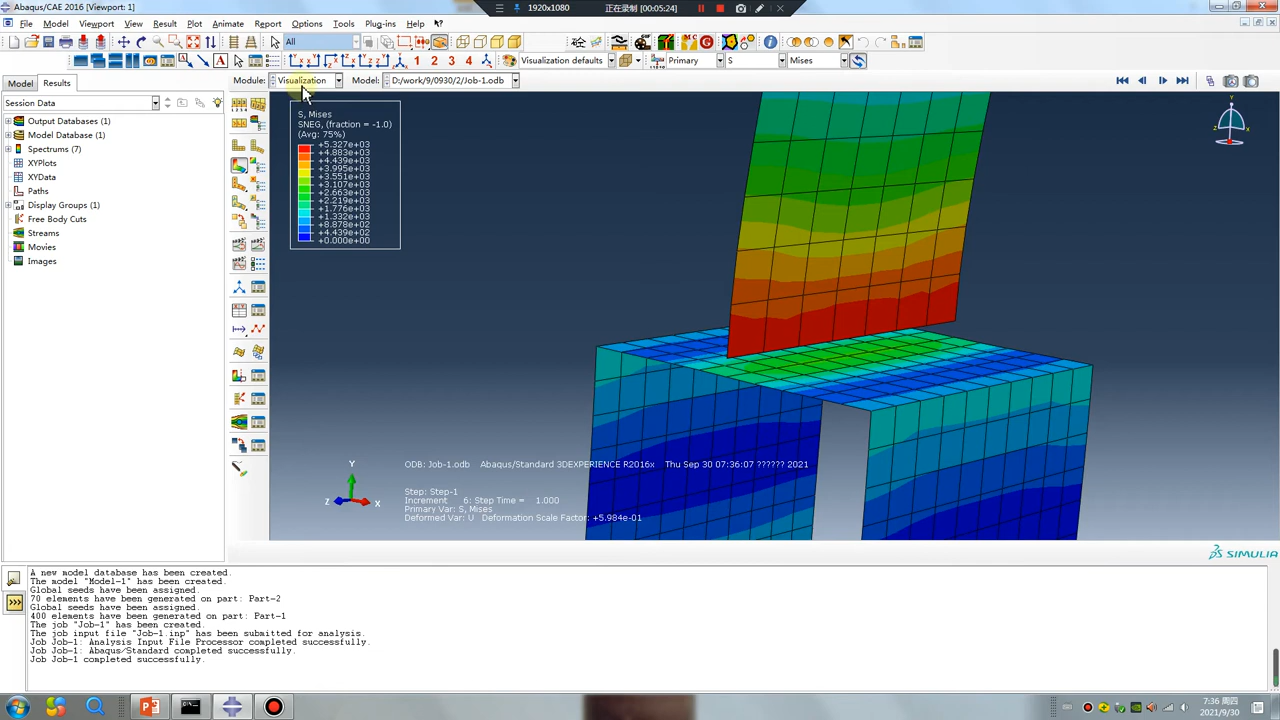 Abaqus/CAE 2016 [Viewport: 1]
1920x1080
正在录制 [00:05:24]
File Model Viewport View Result Plot Animate Report Options Tools Plug-ins Help
All
1 2 3 4
Visualization defaults
Primary
S
Mises
Model Results
Module: Visualization Model: D:/work/9/0930/2/Job-1.odb
Session Data
Output Databases (1)
Model Database (1)
Spectrums (7)
XYPlots
XYData
Paths
Display Groups (1)
Free Body Cuts
Streams
Movies
Images
S, Mises
SNEG, (fraction = -1.0)
(Avg: 75%)
+5.327e+03
+4.883e+03
+4.439e+03
+3.995e+03
+3.551e+03
+3.107e+03
+2.663e+03
+2.219e+03
+1.776e+03
+1.332e+03
+8.878e+02
+4.439e+02
+0.000e+00
Y
Z
X
ODB: Job-1.odb Abaqus/Standard 3DEXPERIENCE R2016x Thu Sep 30 07:36:07 ?????? 2021
Step: Step-1
Increment 6: Step Time = 1.000
Primary Var: S, Mises
Deformed Var: U Deformation Scale Factor: +5.984e-01
SIMULIA
A new model database has been created.
The model "Model-1" has been created.
Global seeds have been assigned.
70 elements have been generated on part: Part-2
Global seeds have been assigned.
400 elements have been generated on part: Part-1
The job "Job-1" has been created.
The job input file "Job-1.inp" has been submitted for analysis.
Job Job-1: Analysis Input File Processor completed successfully.
Job Job-1: Abaqus/Standard completed successfully.
Job Job-1 completed successfully.
7:36 周四
2021/9/30